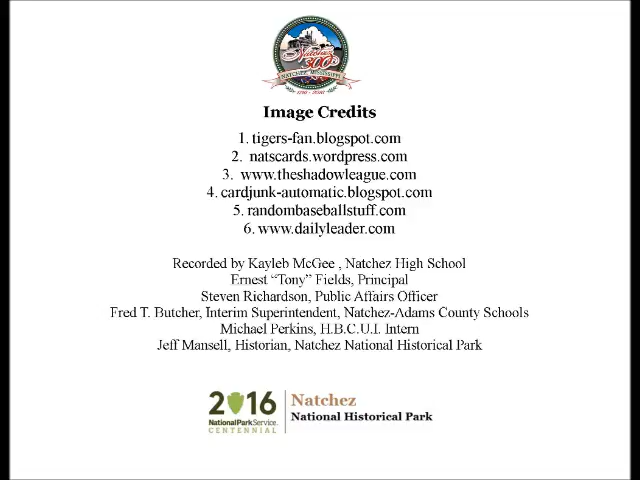 Natchez
300
NATCHEZ, MISSISSIPPI
Image Credits
1. tigers-fan.blogspot.com
2. natscards.wordpress.com
3. www.theshadowleague.com
4. cardjunk-automatic.blogspot.com
5. randombaseballstuff.com
6. www.dailyleader.com
Recorded by Kayleb McGee , Natchez High School
Ernest “Tony” Fields, Principal
Steven Richardson, Public Affairs Officer
Fred T. Butcher, Interim Superintendent, Natchez-Adams County Schools
Michael Perkins, H.B.C.U.I. Intern
Jeff Mansell, Historian, Natchez National Historical Park
2016
National Park Service.
CENTENNIAL
Natchez
National Historical Park